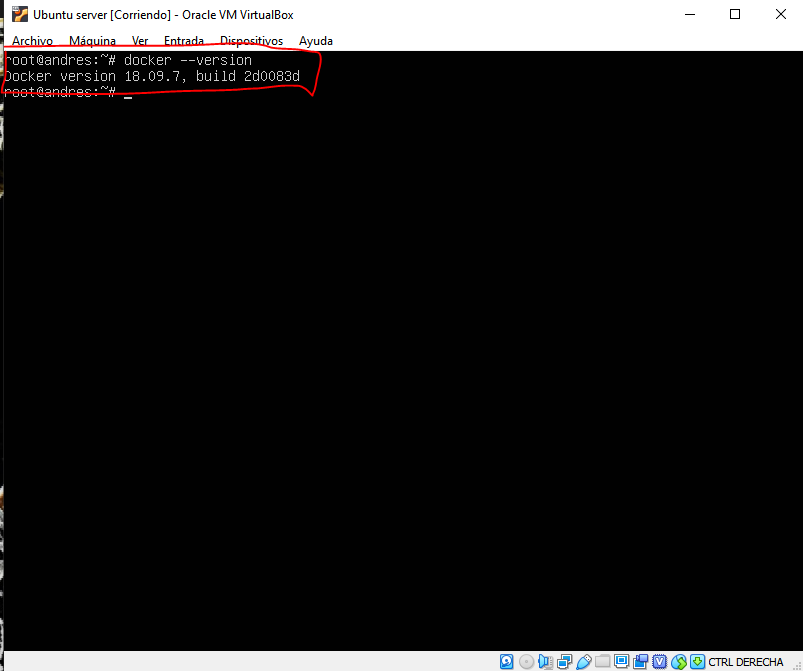 Ubuntu server [Corriendo] - Oracle VM VirtualBox
Archivo Máquina Ver Entrada Dispositivos Ayuda
root@andres:~# docker --version
Docker version 18.09.7, build 2d0083d
root@andres:~# _
CTRL DERECHA